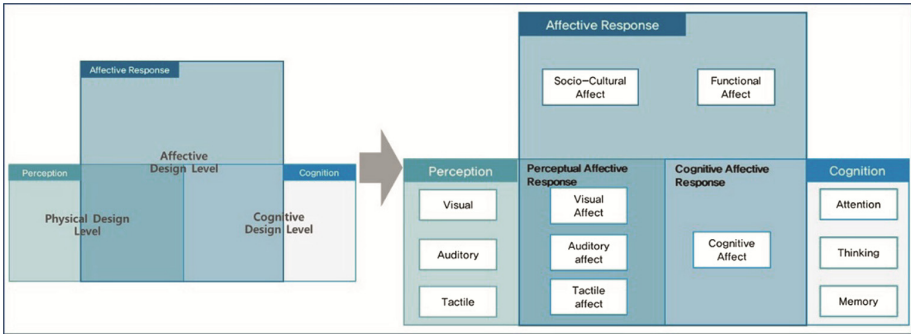 Affective Response
Affective
Design Level
Perception
Cognition
Physical Design
Level
Cognitive
Design Level
Affective Response
Socio-Cultural
Affect
Functional
Affect
Perception
Perceptual Affective
Response
Cognitive Affective
Response
Cognition
Visual
Visual
Affect
Attention
Auditory
Auditory
affect
Cognitive
Affect
Thinking
Tactile
Tactile
affect
Memory